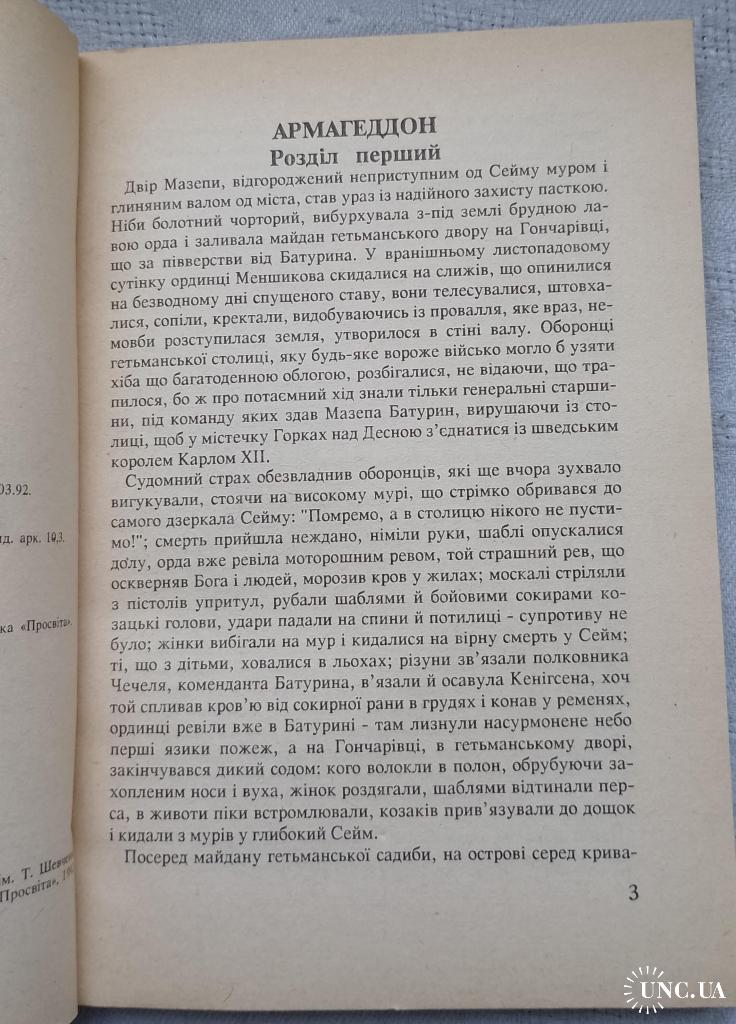 АРМАГЕДДОН
Розділ перший
Двір Мазепи, відгороджений неприступним од Сейму муром і
глиняним валом од міста, став ураз із надійного захисту пасткою.
Ніби болотний чорторий, вибурхувала з-під землі брудною ла-
вою орда і заливала майдан гетьманського двору на Гончарівці,
що за півверстви від Батурина. У вранішньому листопадовому
сутінку ординці Меншикова скидалися на слижів, що опинилися
на безводному дні спущеного ставу, вони телесувалися, штовха-
лися, сопіли, кректали, видобуваючись із провалля, яке враз, не-
мовби розступилася земля, утворилося в стіні валу. Оборонці
гетьманської столиці, яку будь-яке вороже військо могло б узяти
хіба що багатоденною облогою, розбігалися, не відаючи, що тра-
пилося, бо ж про потаємний хід знали тільки генеральні старши-
ни, під команду яких здав Мазепа Батурин, вирушаючи із сто-
лиці, щоб у містечку Горках над Десною з’єднатися із шведським
королем Карлом XII.
Судомний страх обезвладнив оборонців, які ще вчора зухвало
вигукували, стоячи на високому мурі, що стрімко обривався до
самого дзеркала Сейму: "Помремо, а в столицю нікого не пусти-
мо!"; смерть прийшла неждано, німіли руки, шаблі опускалися
долу, орда вже ревіла моторошним ревом, той страшний рев, що
оскверняв Бога і людей, морозив кров у жилах; москалі стріляли
з пістолів упритул, рубали шаблями й бойовими сокирами ко-
зацькі голови, удари падали на спини й потилиці - супротиву не
було; жінки вибігали на мур і кидалися на вірну смерть у Сейм;
ті, що з дітьми, ховалися в льохах; різуни зв’язали полковника
Чечеля, коменданта Батурина, в’язали й осавула Кенігсена, хоч
той спливав кров’ю від сокирної рани в грудях і конав у ременях,
ординці ревіли вже в Батурині - там лизнули насурмонене небо
перші язики пожеж, а на Гончарівці, в гетьманському дворі,
закінчувався дикий содом: кого волокли в полон, обрубуючи за-
хопленим носи і вуха, жінок роздягали, шаблями відтинали пер-
са, в животи піки встромлювали, козаків прив’язували до дощок
і кидали з мурів у глибокий Сейм.
Посеред майдану гетьманської садиби, на острові серед крива-
3
03.92.
арк. 10,3.
«Просвіта».
ім. Т.
Просвіта»,
UNC.UA